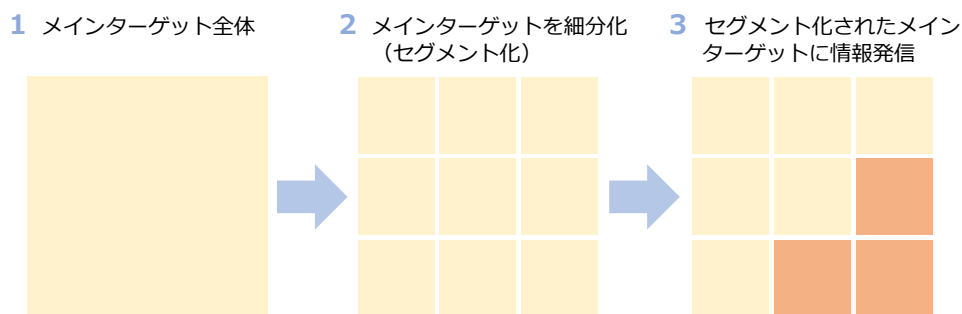 1 メインターゲット全体
2 メインターゲットを細分化
（セグメント化）
3 セグメント化されたメイン
ターゲットに情報発信